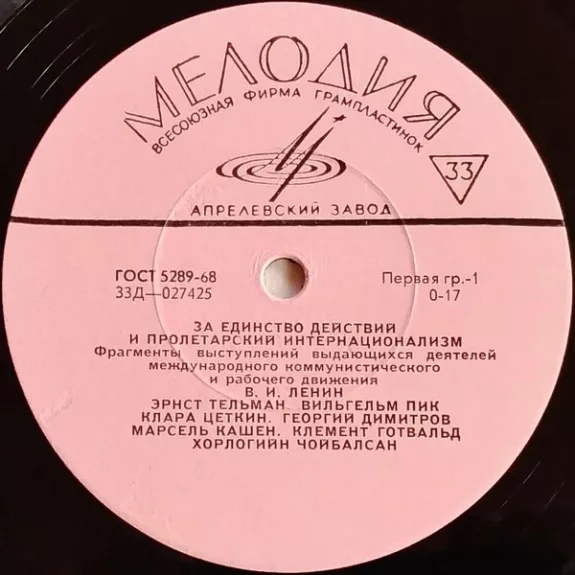 МЕЛОДИЯ
ВСЕСОЮЗНАЯ ФИРМА ГРАМПЛАСТИНОК
33
АПРЕЛЕВСКИЙ ЗАВОД
ГОСТ 5289-68
Первая гр.-1
33Д—027425
0-17
ЗА ЕДИНСТВО ДЕЙСТВИЙ
И ПРОЛЕТАРСКИЙ ИНТЕРНАЦИОНАЛИЗМ
Фрагменты выступлений выдающихся деятелей
международного коммунистического
и рабочего движения
В. И. ЛЕНИН
ЭРНСТ ТЕЛЬМАН. ВИЛЬГЕЛЬМ ПИК
КЛАРА ЦЕТКИН. ГЕОРГИЙ ДИМИТРОВ
МАРСЕЛЬ КАШЕН. КЛЕМЕНТ ГОТВАЛЬД
ХОРЛОГИЙН ЧОЙБАЛСАН